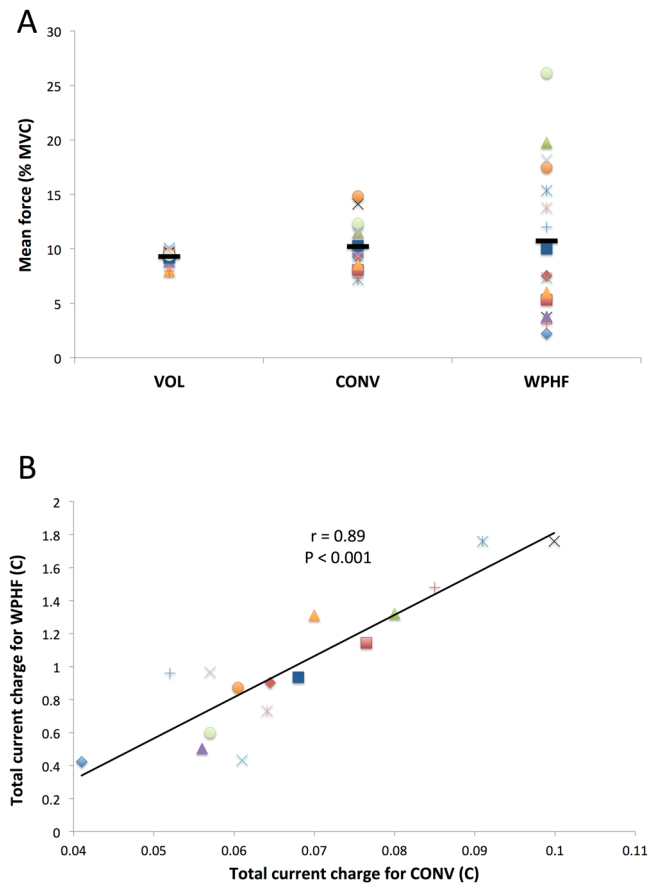 A
Mean force (% MVC)
30
25
20
15
10
5
0
VOL CONV WPHF
B
Total current charge for WPHF (C)
2
1.8
1.6
1.4
1.2
1
0.8
0.6
0.4
0.2
0
r = 0.89
P < 0.001
0.04 0.05 0.06 0.07 0.08 0.09 0.1 0.11
Total current charge for CONV (C)